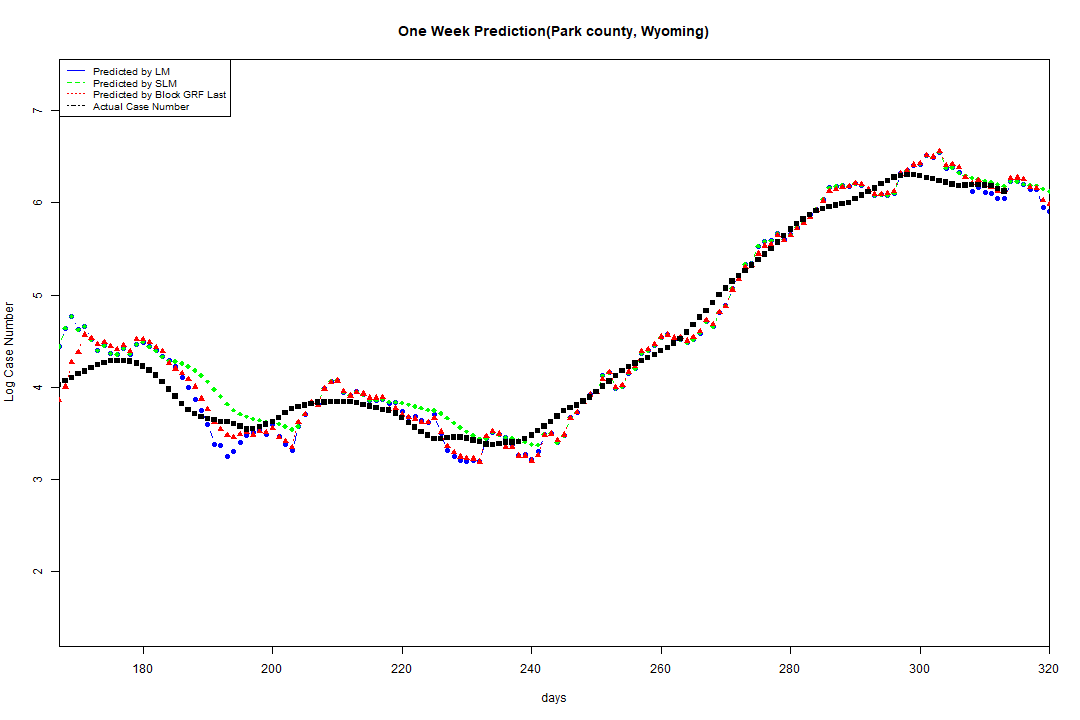 One Week Prediction(Park county, Wyoming)
Predicted by LM
Predicted by SLM
Predicted by Block GRF Last
Actual Case Number
7
6
5
4
3
2
Log Case Number
180 200 220 240 260 280 300 320
days